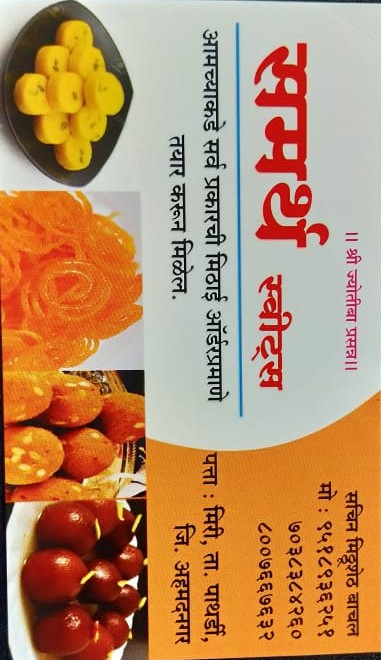 ॥ श्री ज्योतीबा प्रसन्न॥
समर्थ स्वीट्स
आमच्याकडे सर्व प्रकारची मिठाई ऑर्डरप्रमाणे
तयार करून मिळेल.
सचिन मिठ्ठूशेठ बाचल
मो : ९५१८९३६२५१
७०३८३८४२६०
८००७६६७६३२
पत्ता : मिरी, ता. पाथर्डी,
जि. अहमदनगर